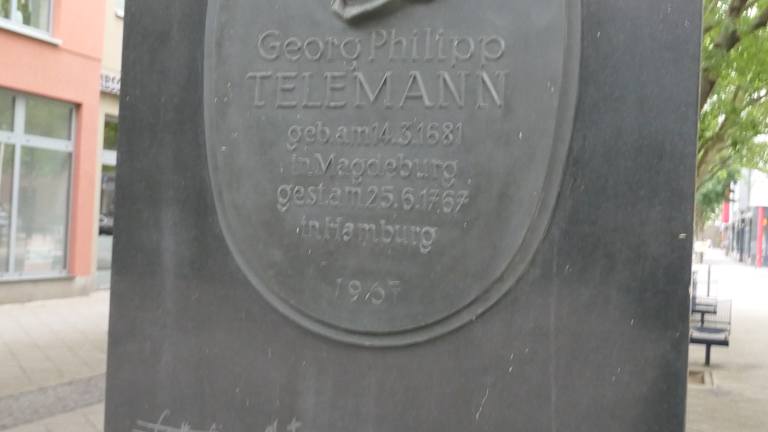 Georg Philipp
TELEMANN
geb. am 14.3.1681
in Magdeburg
gest. am 25.6.1767
in Hamburg
1967